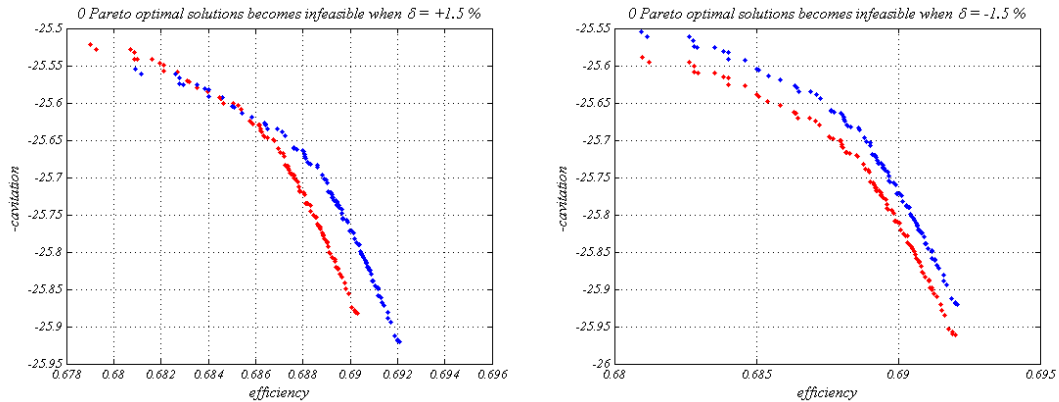 0 Pareto optimal solutions becomes infeasible when δ = +1.5 %
-25.5
-25.55
-25.6
-25.65
-25.7
-25.75
-25.8
-25.85
-25.9
-25.95
-cavitation
0.678 0.68 0.682 0.684 0.686 0.688 0.69 0.692 0.694 0.696
efficiency
0 Pareto optimal solutions becomes infeasible when δ = -1.5 %
-25.55
-25.6
-25.65
-25.7
-25.75
-25.8
-25.85
-25.9
-25.95
-26
-cavitation
0.68 0.685 0.69 0.695
efficiency